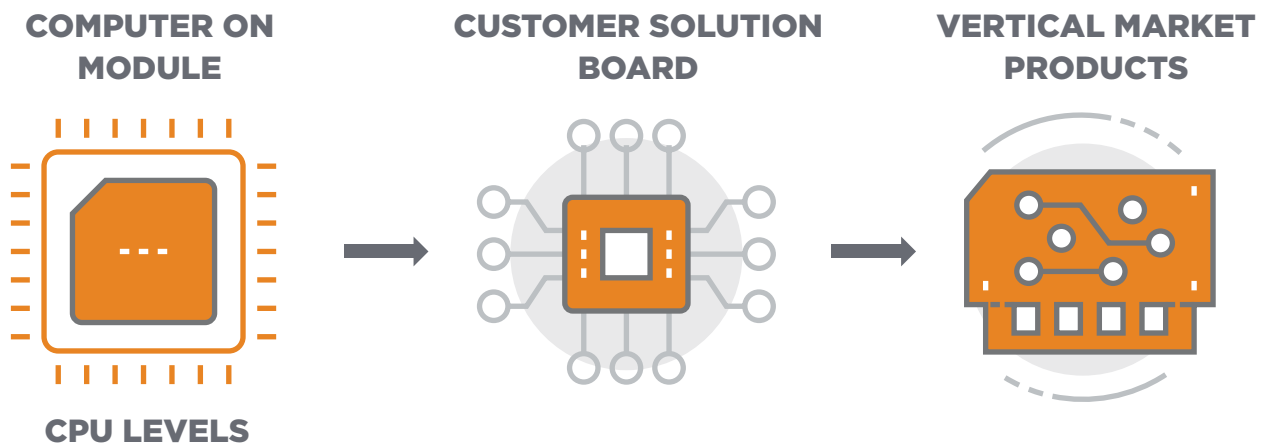 COMPUTER ON
MODULE
CUSTOMER SOLUTION
BOARD
VERTICAL MARKET
PRODUCTS
CPU LEVELS